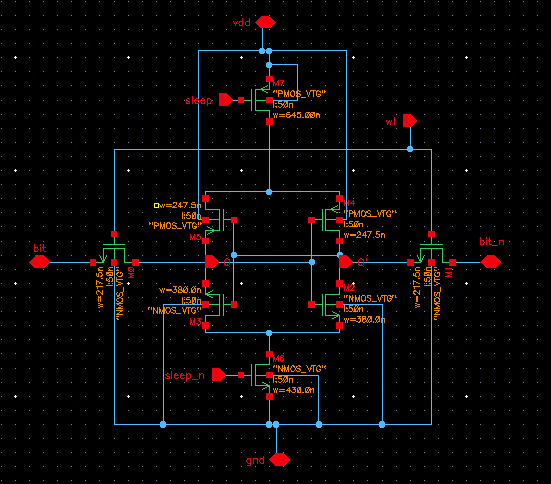 vdd
M7
"PMOS_VTG"
l:50n
w=645.00n
sleep
wl
w=247.5n
l:50n
"PMOS_VTG"
M5
M4
"PMOS_VTG"
l:50n
w=247.5n
bit
w=217.5n
l:50n
"NMOS_VTG"
M0
Q
Q'
w=217.5n
l:50n
"NMOS_VTG"
M1
bit_n
w=380.0n
l:50n
"NMOS_VTG"
M3
M2
"NMOS_VTG"
l:50n
w=380.0n
sleep_n
M6
"NMOS_VTG"
l:50n
w=430.0n
gnd